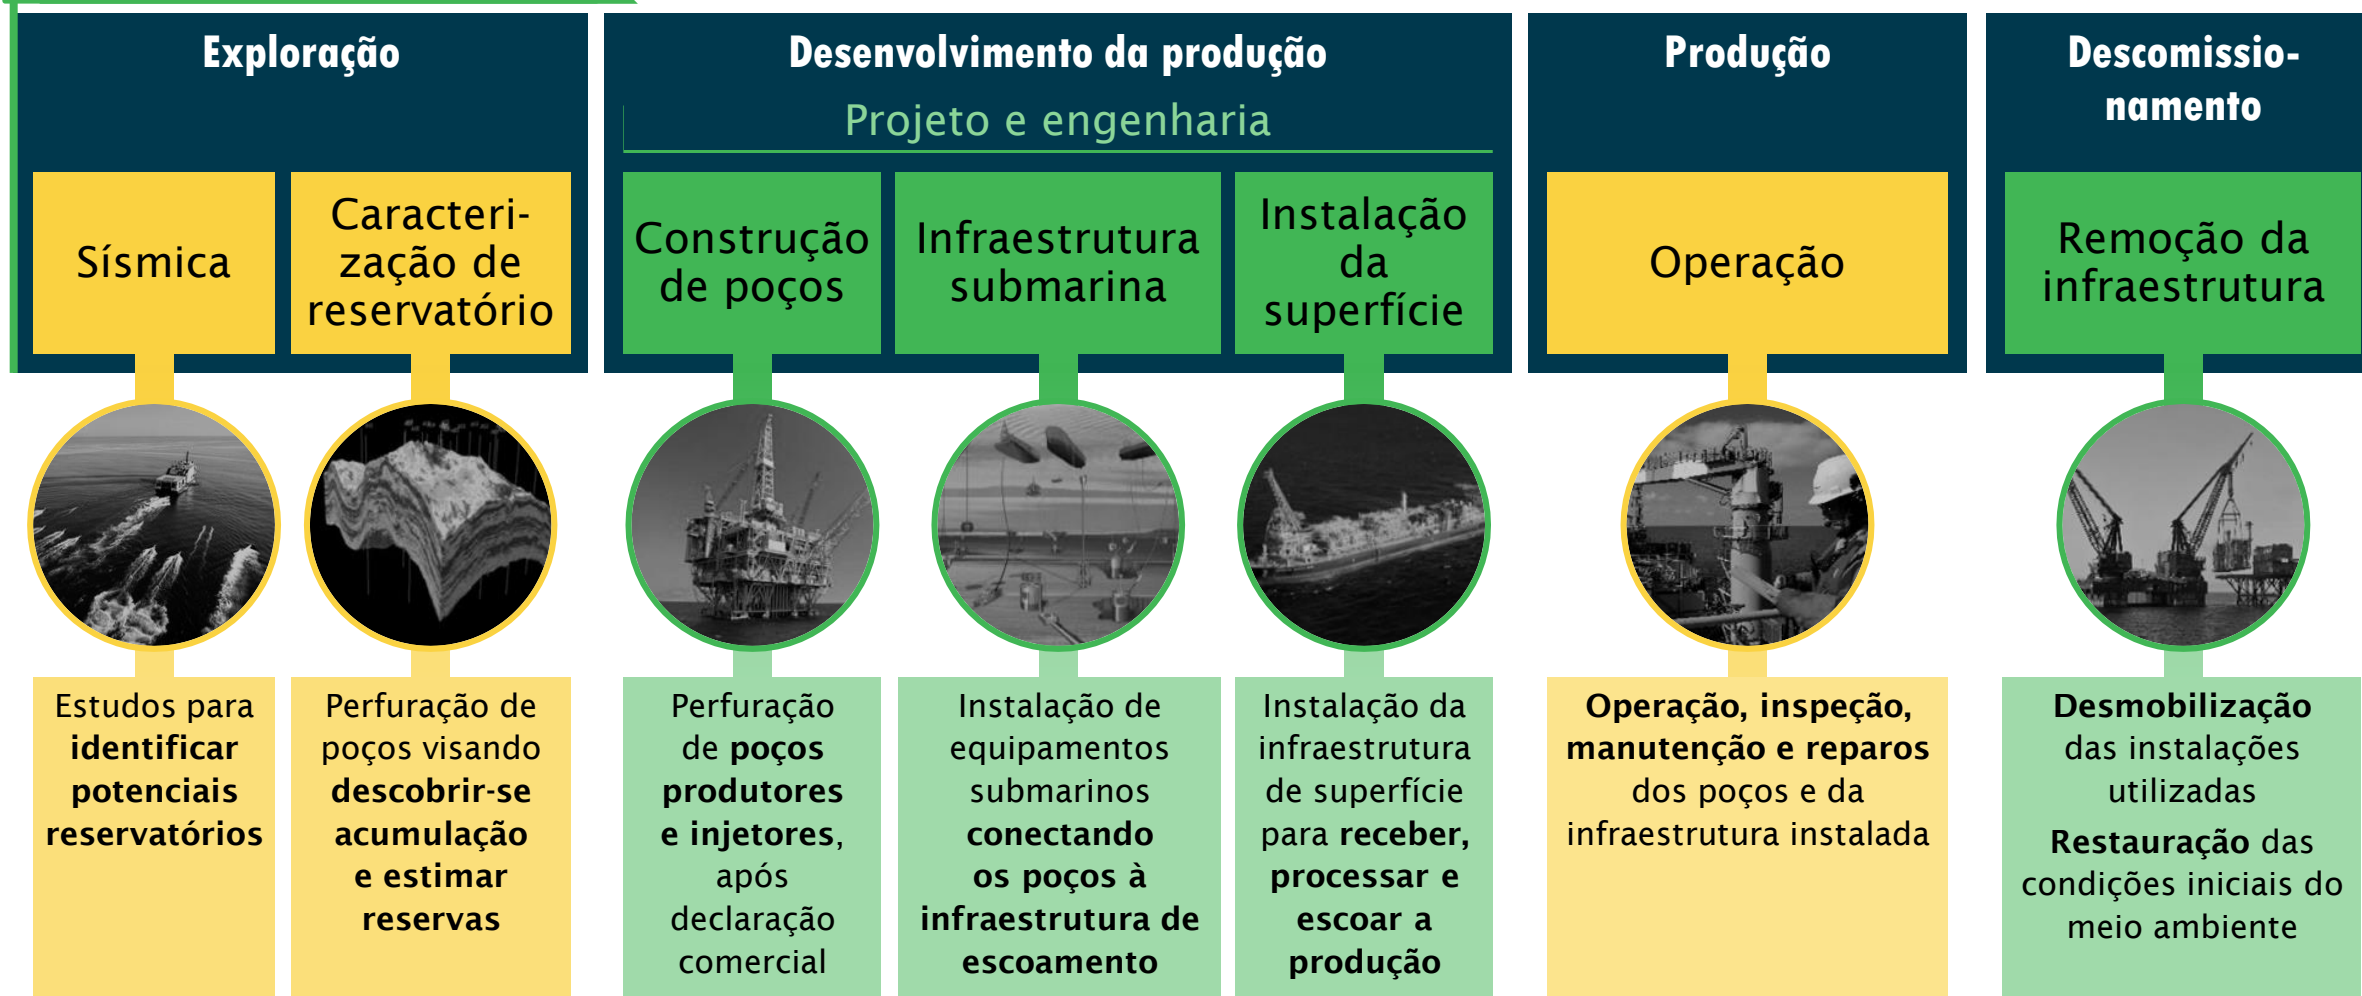 Exploração
Sísmica
Caracteri-
zação de
reservatório
Desenvolvimento da produção
Projeto e engenharia
Construção
de poços
Infraestrutura
submarina
Instalação
da
superfície
Produção
Operação
Descomissio-
namento
Remoção da
infraestrutura
Estudos para
identificar
potenciais
reservatórios
Perfuração de
poços visando
descobrir-se
acumulação
e estimar
reservas
Perfuração
de poços
produtores
e injetores,
após
declaração
comercial
Instalação de
equipamentos
submarinos
conectando
os poços à
infraestrutura de
escoamento
Instalação da
infraestrutura
de superfície
para receber,
processar e
escoar a
produção
Operação, inspeção,
manutenção e reparos
dos poços e da
infraestrutura instalada
Desmobilização
das instalações
utilizadas
Restauração das
condições iniciais do
meio ambiente